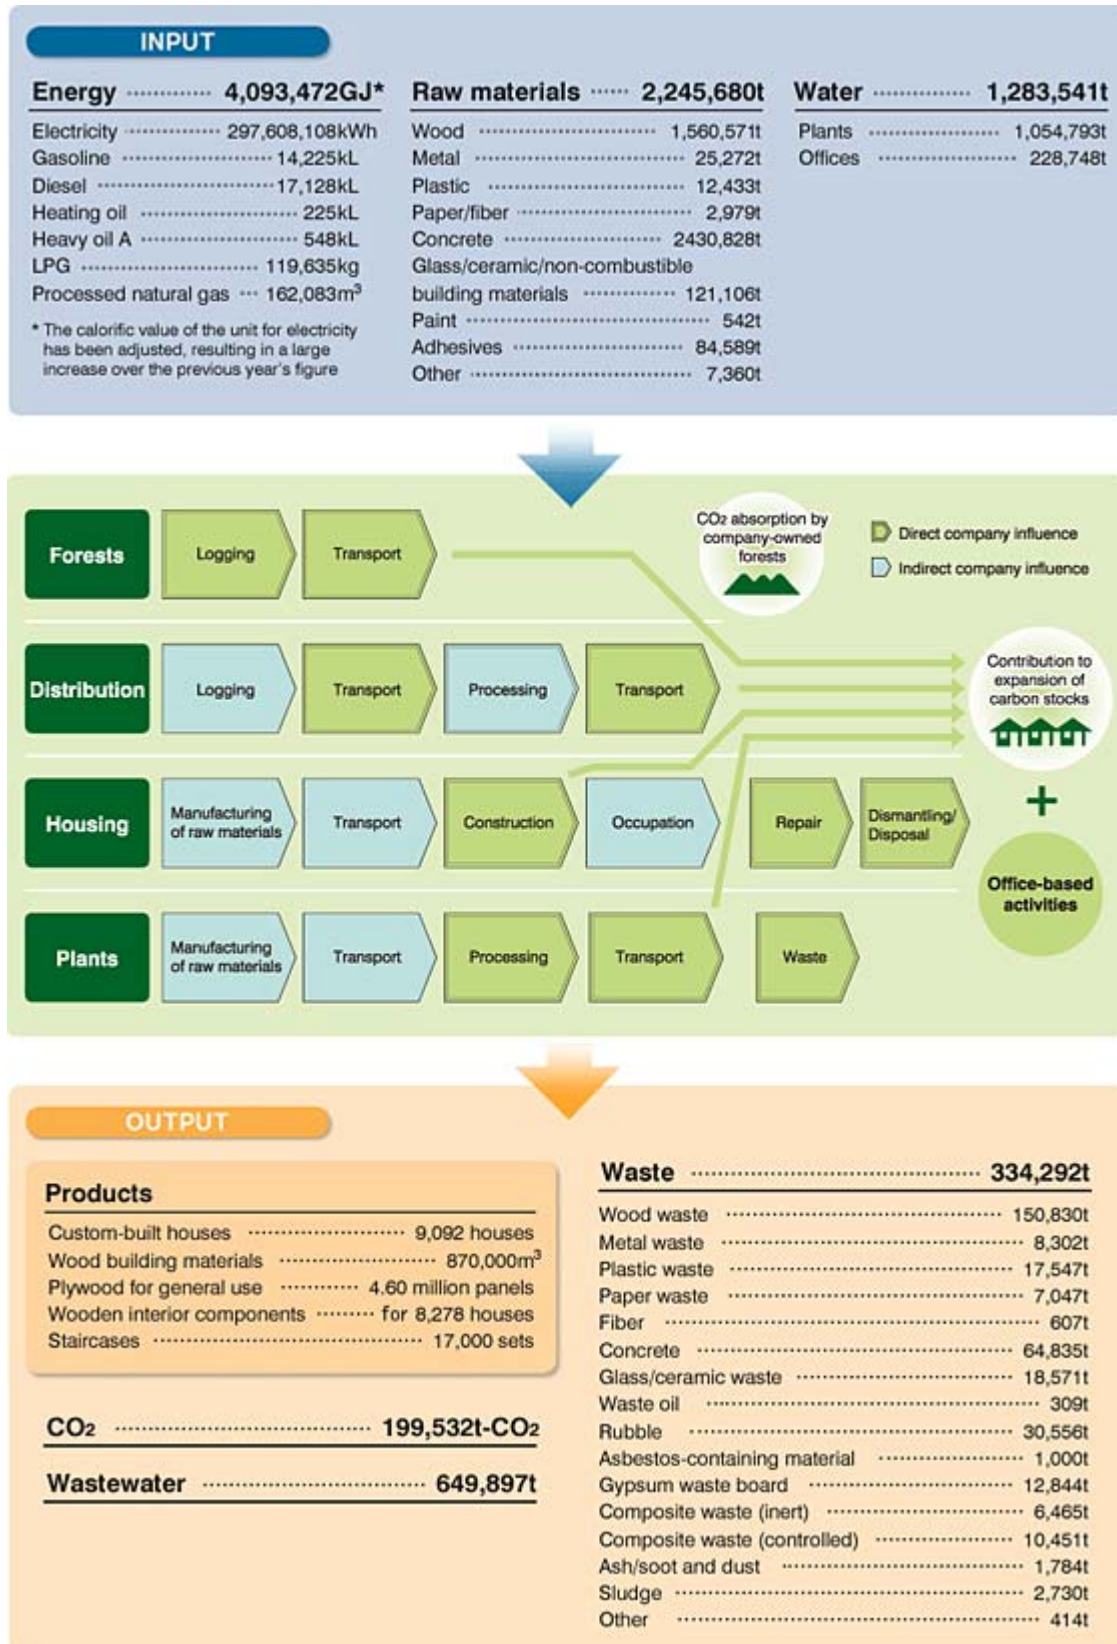 INPUT
Energy ············· 4,093,472GJ*
Electricity ··············· 297,608,108kWh
Gasoline ······················· 14,225kL
Diesel ··························· 17,128kL
Heating oil ······················· 225kL
Heavy oil A ······················· 548kL
LPG ··························· 119,635kg
Processed natural gas ··· 162,083m³
* The calorific value of the unit for electricity
has been adjusted, resulting in a large
increase over the previous year's figure
Raw materials ······ 2,245,680t
Wood ··························· 1,560,571t
Metal ································ 25,272t
Plastic ······························ 12,433t
Paper/fiber ·························· 2,979t
Concrete ······················· 2430,828t
Glass/ceramic/non-combustible
building materials ·············· 121,106t
Paint ····································· 542t
Adhesives ·························· 84,589t
Other ·································· 7,360t
Water ··············· 1,283,541t
Plants ···················· 1,054,793t
Offices ····················· 228,748t
Forests
Logging
Transport
CO₂ absorption by
company-owned
forests
Direct company influence
Indirect company influence
Distribution
Logging
Transport
Processing
Transport
Contribution to
expansion of
carbon stocks
Housing
Manufacturing
of raw materials
Transport
Construction
Occupation
Repair
Dismantling/
Disposal
+
Office-based
activities
Plants
Manufacturing
of raw materials
Transport
Processing
Transport
Waste
OUTPUT
Products
Custom-built houses ························ 9,092 houses
Wood building materials ······················· 870,000m³
Plywood for general use ············ 4.60 million panels
Wooden interior components ········· for 8,278 houses
Staircases ········································· 17,000 sets
CO₂ ··································· 199,532t-CO₂
Wastewater ·································· 649,897t
Waste ············································ 334,292t
Wood waste ·········································· 150,830t
Metal waste ············································· 8,302t
Plastic waste ·········································· 17,547t
Paper waste ············································ 7,047t
Fiber ························································ 607t
Concrete ················································ 64,835t
Glass/ceramic waste ································· 18,571t
Waste oil ·················································· 309t
Rubble ·················································· 30,556t
Asbestos-containing material ······················ 1,000t
Gypsum waste board ································ 12,844t
Composite waste (inert) ······························ 6,465t
Composite waste (controlled) ····················· 10,451t
Ash/soot and dust ····································· 1,784t
Sludge ····················································· 2,730t
Other ························································ 414t